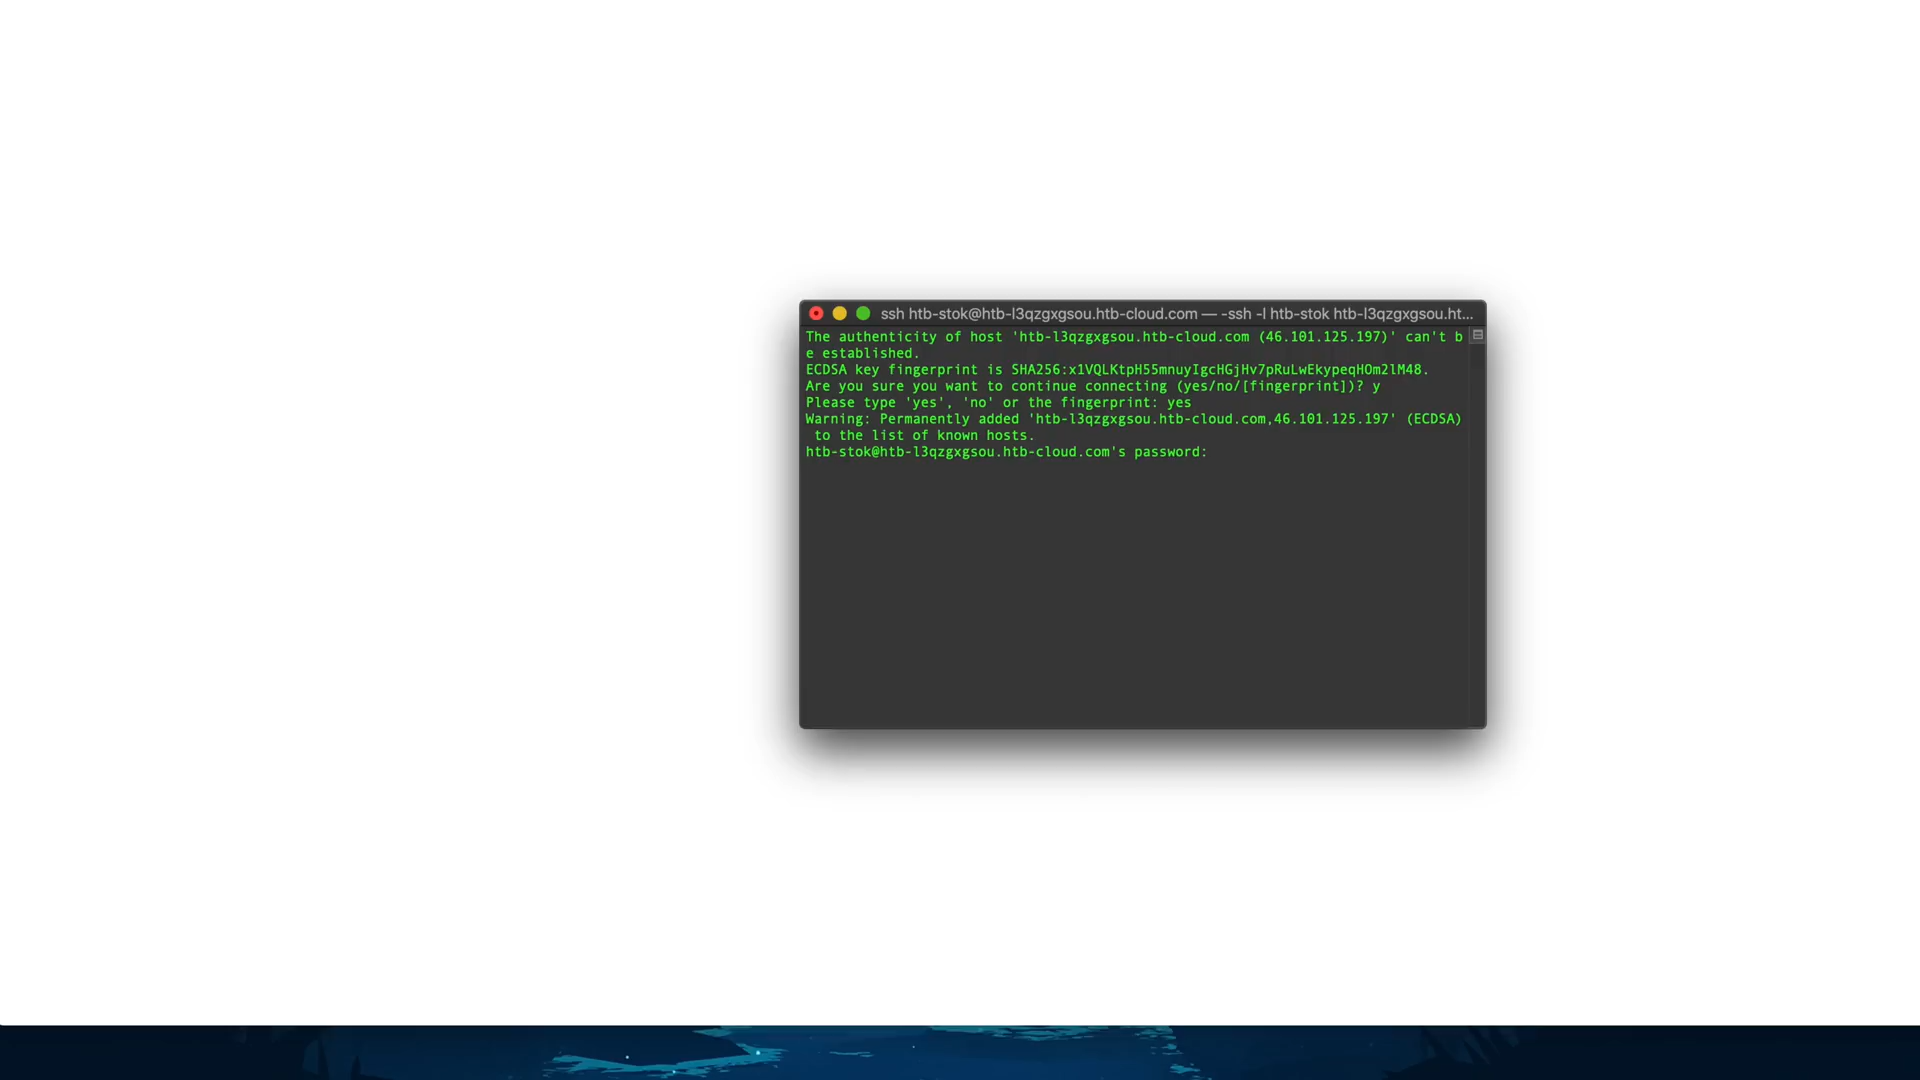 ssh htb-stok@htb-l3qzgxgsou.htb-cloud.com — -ssh -l htb-stok htb-l3qzgxgsou.ht...
The authenticity of host 'htb-l3qzgxgsou.htb-cloud.com (46.101.125.197)' can't b
e established.
ECDSA key fingerprint is SHA256:x1VQLKtpH55mnuyIgcHGjHv7pRuLwEkypeqHOm2lM48.
Are you sure you want to continue connecting (yes/no/[fingerprint])? y
Please type 'yes', 'no' or the fingerprint: yes
Warning: Permanently added 'htb-l3qzgxgsou.htb-cloud.com,46.101.125.197' (ECDSA)
 to the list of known hosts.
htb-stok@htb-l3qzgxgsou.htb-cloud.com's password: